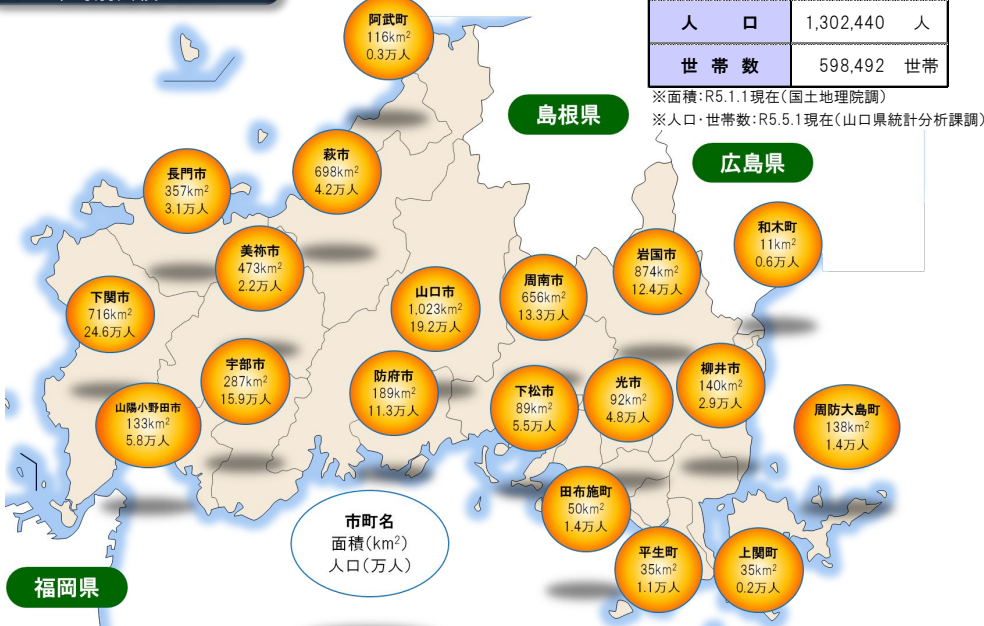 人口 1,302,440 人
世帯数 598,492 世帯
※面積:R5.1.1現在(国土地理院調)
※人口・世帯数:R5.5.1現在(山口県統計分析課調)
阿武町
116km²
0.3万人
島根県
広島県
萩市
698km²
4.2万人
長門市
357km²
3.1万人
和木町
11km²
0.6万人
美祢市
473km²
2.2万人
岩国市
874km²
12.4万人
周南市
656km²
13.3万人
山口市
1,023km²
19.2万人
下関市
716km²
24.6万人
宇部市
287km²
15.9万人
防府市
189km²
11.3万人
下松市
89km²
5.5万人
光市
92km²
4.8万人
柳井市
140km²
2.9万人
山陽小野田市
133km²
5.8万人
周防大島町
138km²
1.4万人
田布施町
50km²
1.4万人
市町名
面積(km²)
人口(万人)
平生町
35km²
1.1万人
上関町
35km²
0.2万人
福岡県